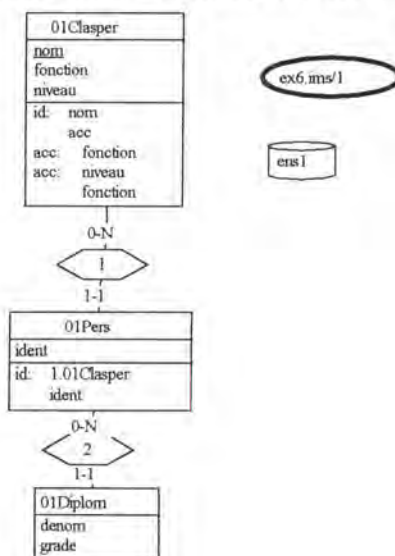 01Clasper
nom
fonction
niveau
id: nom
acc
acc: fonction
acc: niveau
fonction
ex6.ims/1
ens1
0-N
1
1-1
01Pers
ident
id: 1.01Clasper
ident
0-N
2
1-1
01Diplom
denom
grade